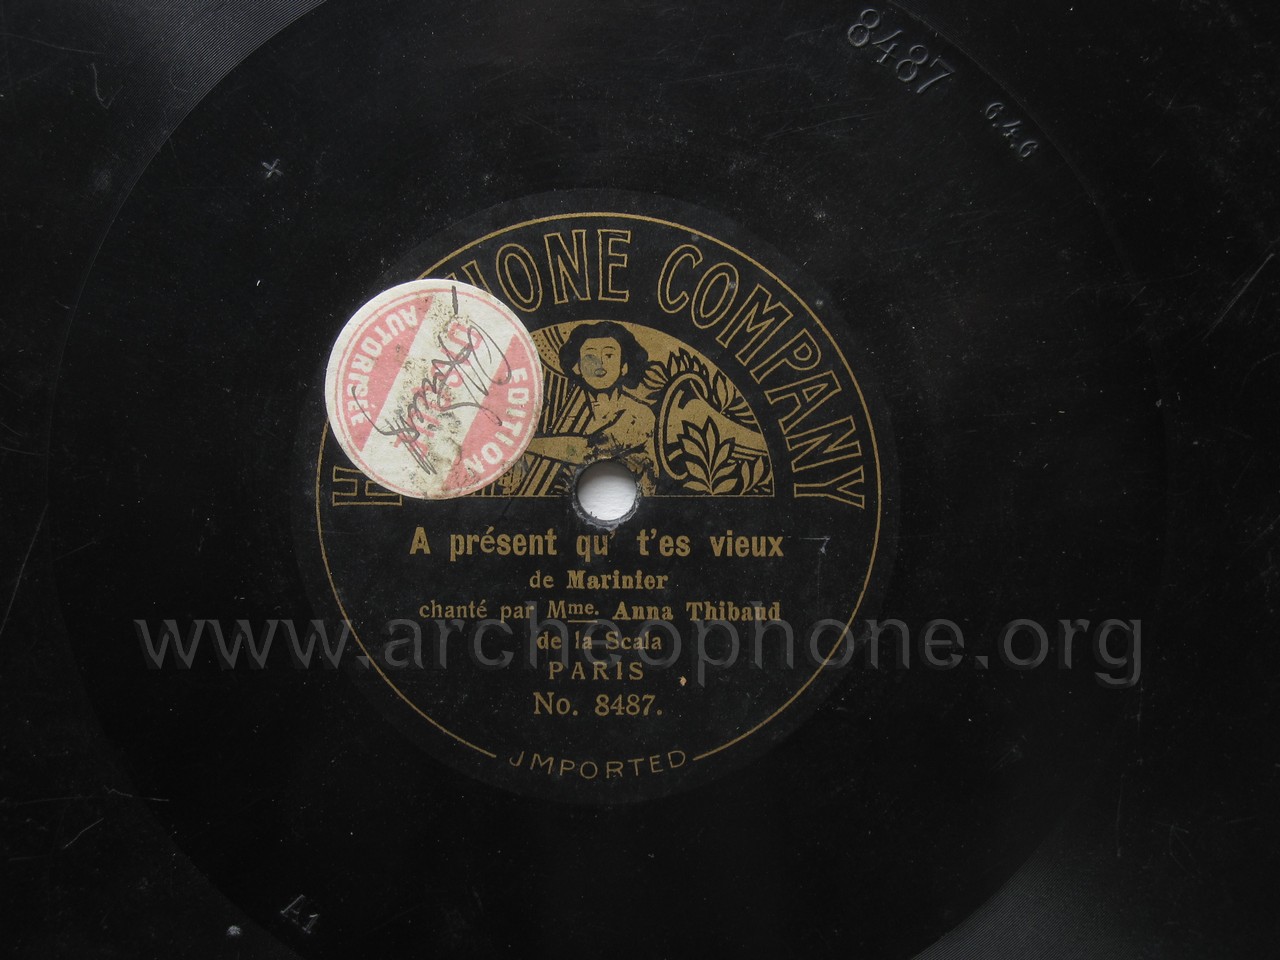 8487
6.4.6
HONE COMPANY
EDITION
AUTORISÉE
A présent qu' t'es vieux
de Marinier
chanté par Mme. Anna Thibaud
de la Scala
PARIS
No. 8487.
JMPORTED
A1
www.archeophone.org